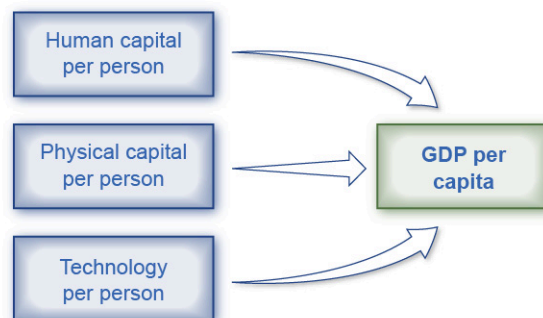 Human capital
per person
Physical capital
per person
GDP per
capita
Technology
per person